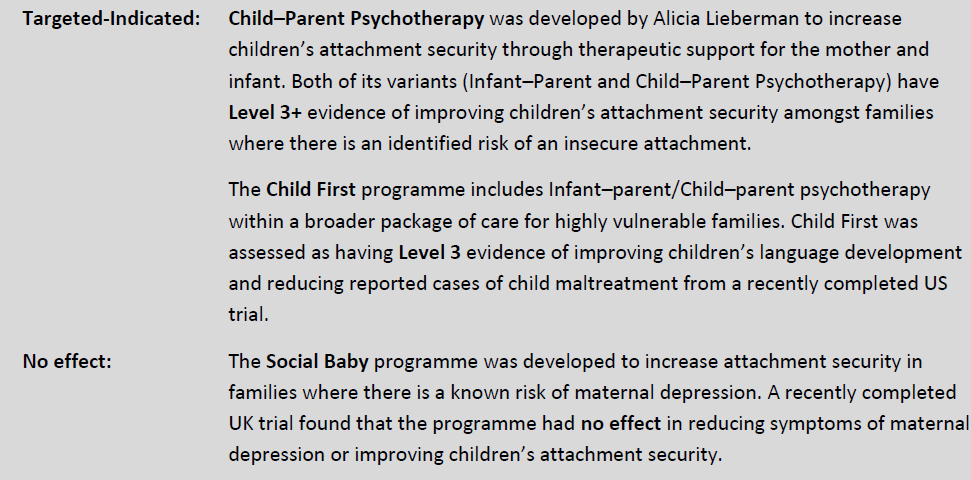 Targeted-Indicated: Child–Parent Psychotherapy was developed by Alicia Lieberman to increase
children’s attachment security through therapeutic support for the mother and
infant. Both of its variants (Infant–Parent and Child–Parent Psychotherapy) have
Level 3+ evidence of improving children’s attachment security amongst families
where there is an identified risk of an insecure attachment.
The Child First programme includes Infant–parent/Child–parent psychotherapy
within a broader package of care for highly vulnerable families. Child First was
assessed as having Level 3 evidence of improving children’s language development
and reducing reported cases of child maltreatment from a recently completed US
trial.
No effect: The Social Baby programme was developed to increase attachment security in
families where there is a known risk of maternal depression. A recently completed
UK trial found that the programme had no effect in reducing symptoms of maternal
depression or improving children’s attachment security.